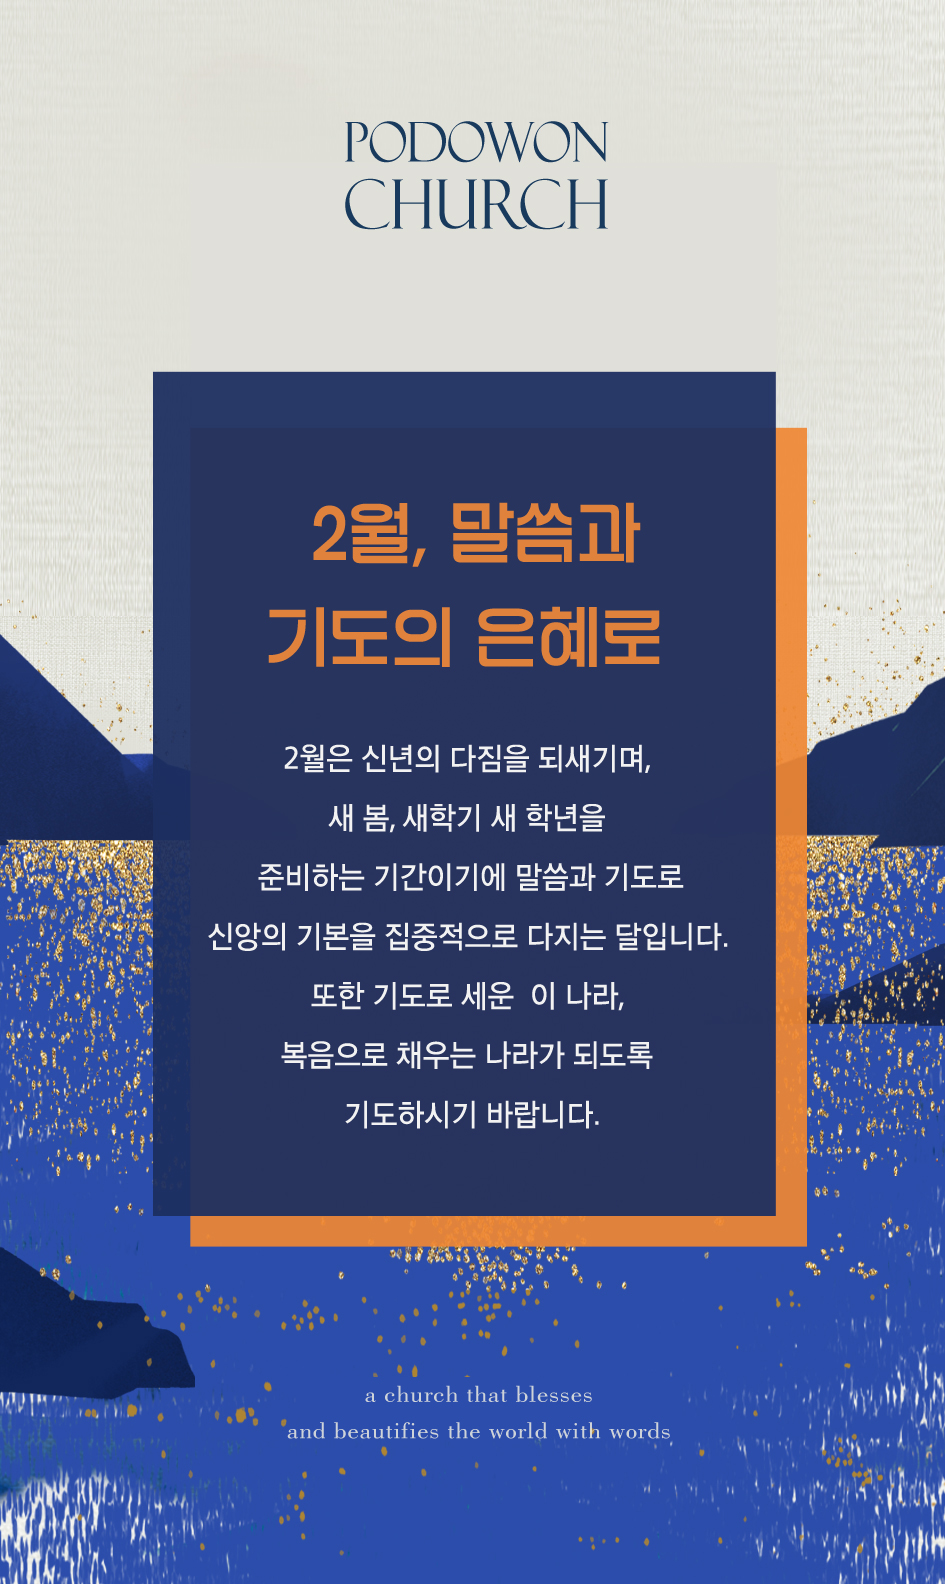 PODOWON
CHURCH
2월, 말씀과
기도의 은혜로
2월은 신년의 다짐을 되새기며,
새 봄, 새학기 새 학년을
준비하는 기간이기에 말씀과 기도로
신앙의 기본을 집중적으로 다지는 달입니다.
또한 기도로 세운 이 나라,
복음으로 채우는 나라가 되도록
기도하시기 바랍니다.
a church that blesses
and beautifies the world with words